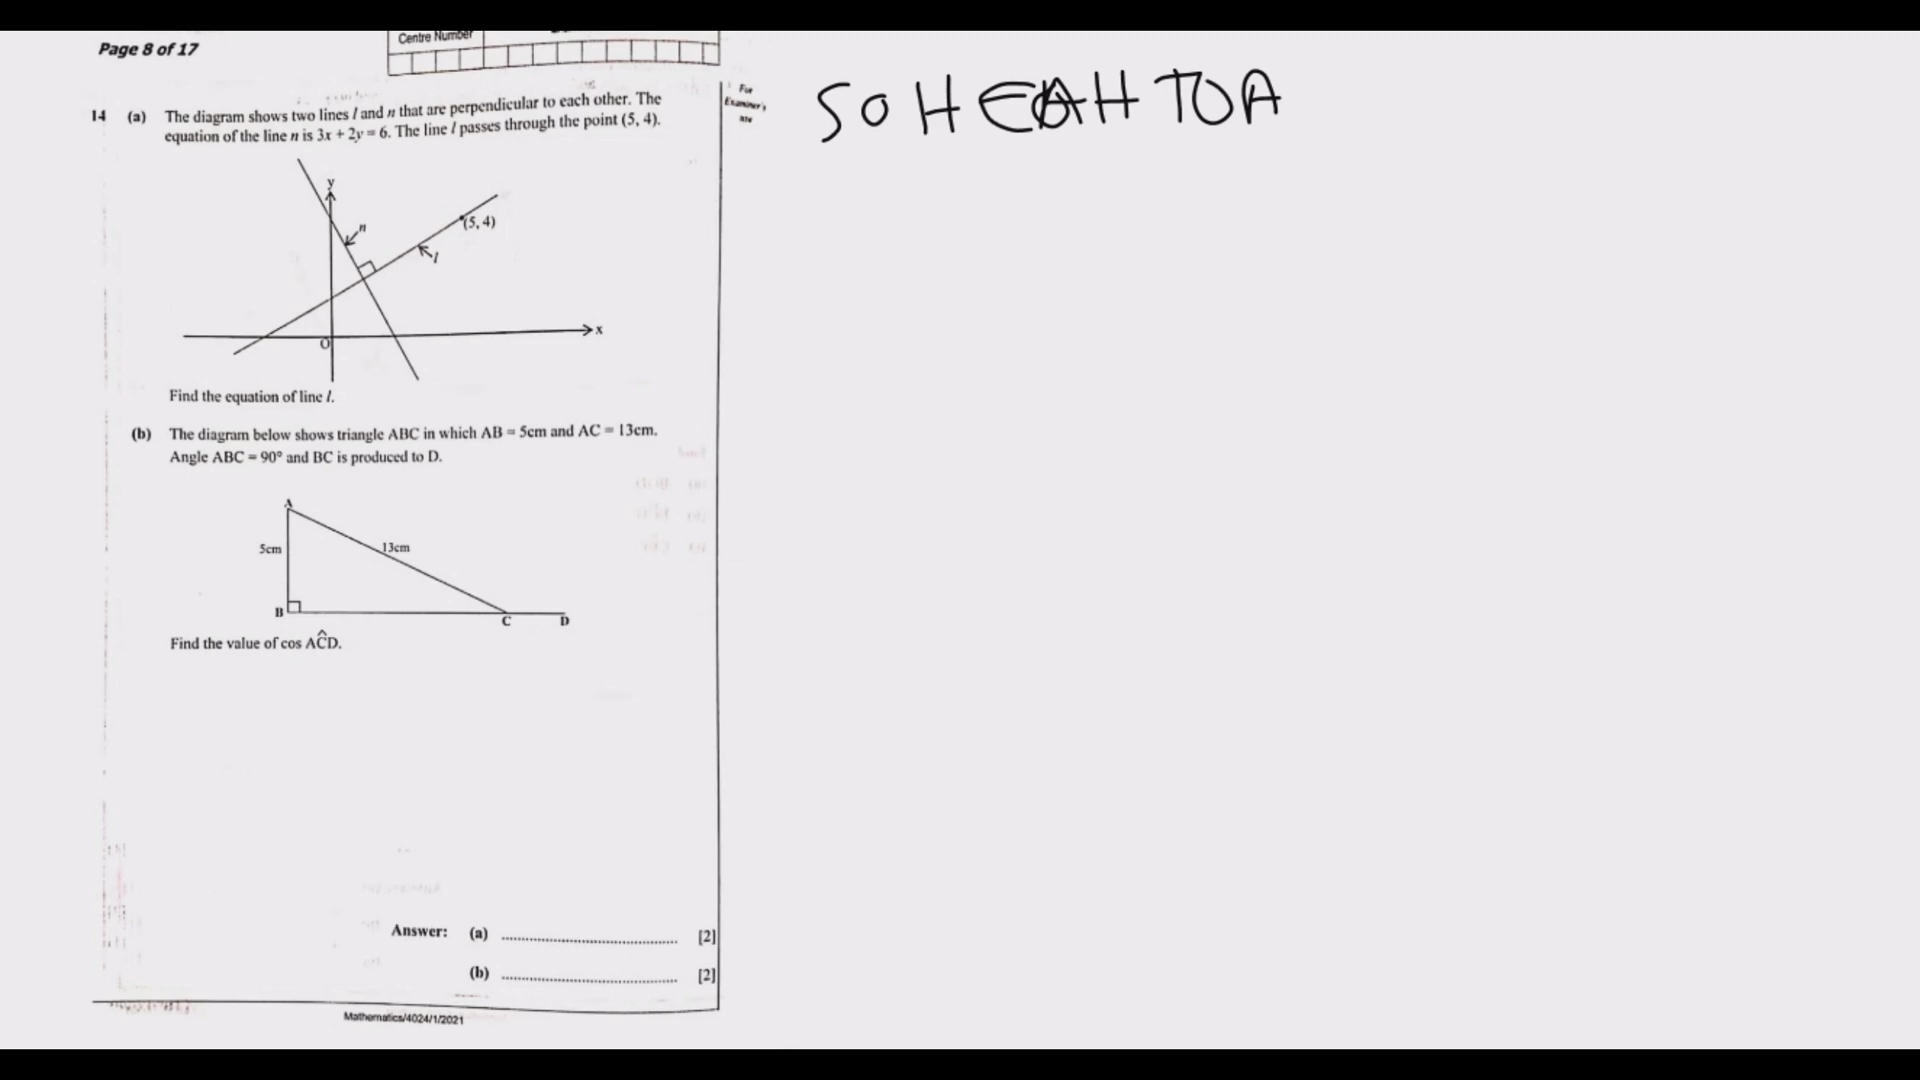 Centre Number
Page 8 of 17
For
Examiner's
use
SOHCAHTOA
14 (a) The diagram shows two lines l and n that are perpendicular to each other. The
equation of the line n is 3x + 2y = 6. The line l passes through the point (5, 4).
y
n
(5, 4)
l
x
O
Find the equation of line l.
(b) The diagram below shows triangle ABC in which AB = 5cm and AC = 13cm.
Angle ABC = 90° and BC is produced to D.
A
5cm
13cm
B
C
D
Find the value of cos AĈD.
Answer: (a) ........................................ [2]
(b) ........................................ [2]
Mathematics/4024/1/2021